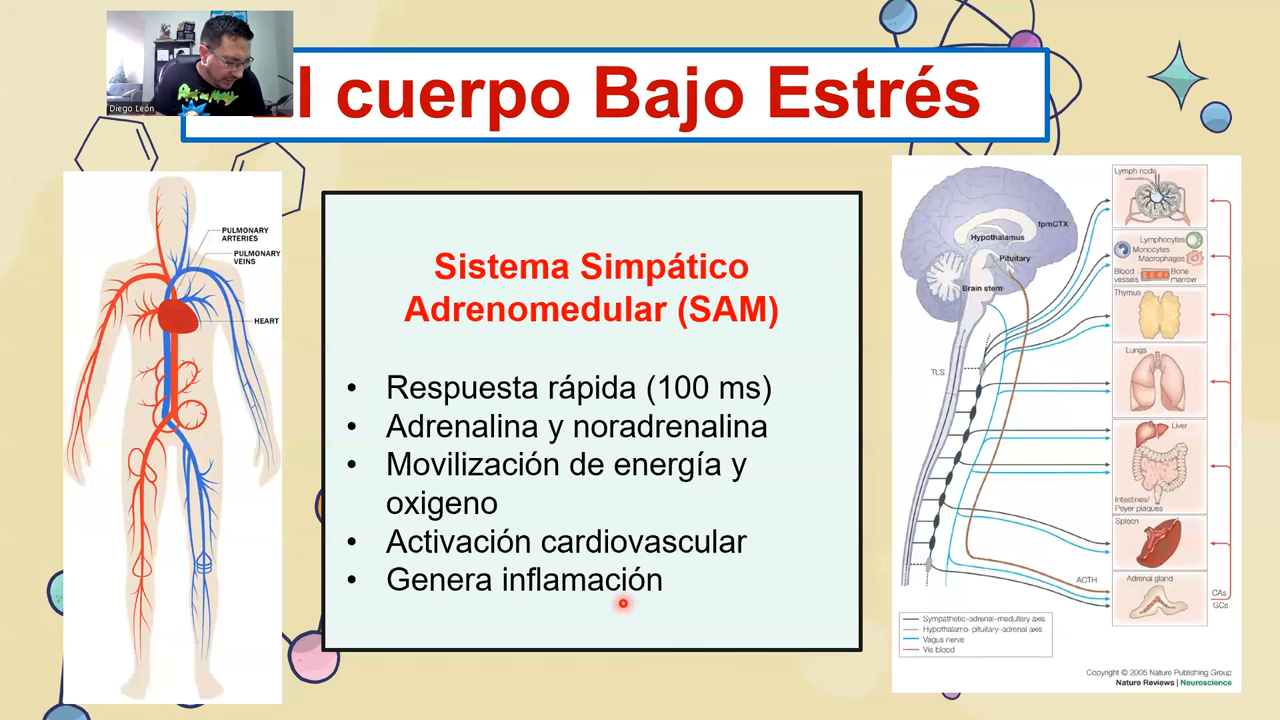 Diego León
l cuerpo Bajo Estrés
PULMONARY
ARTERIES
PULMONARY
VEINS
HEART
Sistema Simpático
Adrenomedular (SAM)
• Respuesta rápida (100 ms)
• Adrenalina y noradrenalina
• Movilización de energía y
oxigeno
• Activación cardiovascular
• Genera inflamación
Lymph node
fpmCTX
Hypothalamus
Pituitary
Brain stem
Lymphocytes
Monocytes
Macrophages
Blood
vessels
Bone
marrow
Thymus
Lungs
TLS
Liver
Intestines/
Peyer plaques
Spleen
ACTH
Adrenal gland
CAs
GCs
Sympathetic-adrenal-medullary axis
Hypothalamo-pituitary-adrenal axis
Vagus nerve
Via blood
Copyright © 2005 Nature Publishing Group
Nature Reviews | Neuroscience